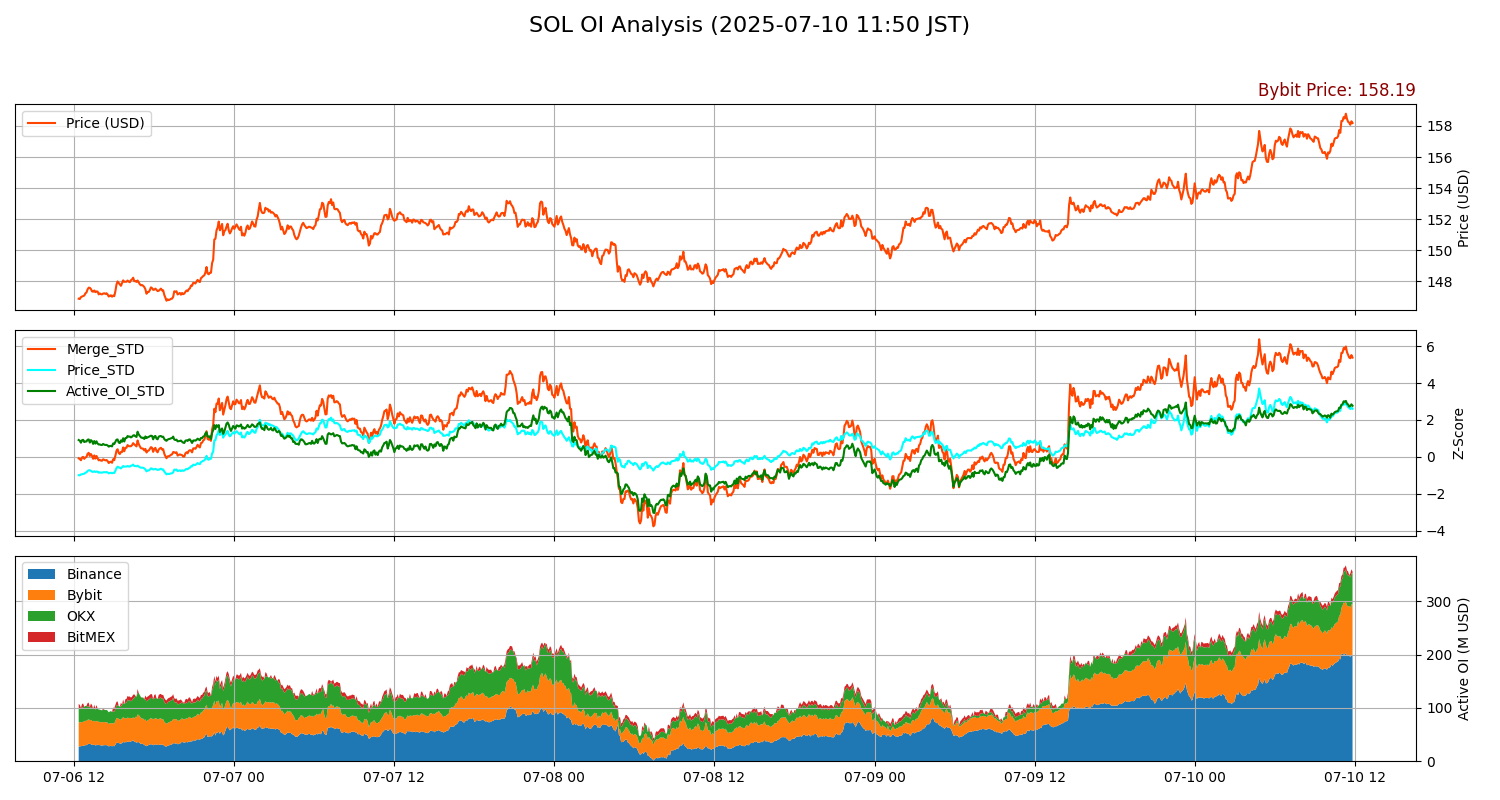 SOL OI Analysis (2025-07-10 11:50 JST)
Bybit Price: 158.19
Price (USD)
158
156
154
152
150
148
Price (USD)
Merge_STD
Price_STD
Active_OI_STD
6
4
2
0
−2
−4
Z-Score
Binance
Bybit
OKX
BitMEX
300
200
100
0
Active OI (M USD)
07-06 12
07-07 00
07-07 12
07-08 00
07-08 12
07-09 00
07-09 12
07-10 00
07-10 12